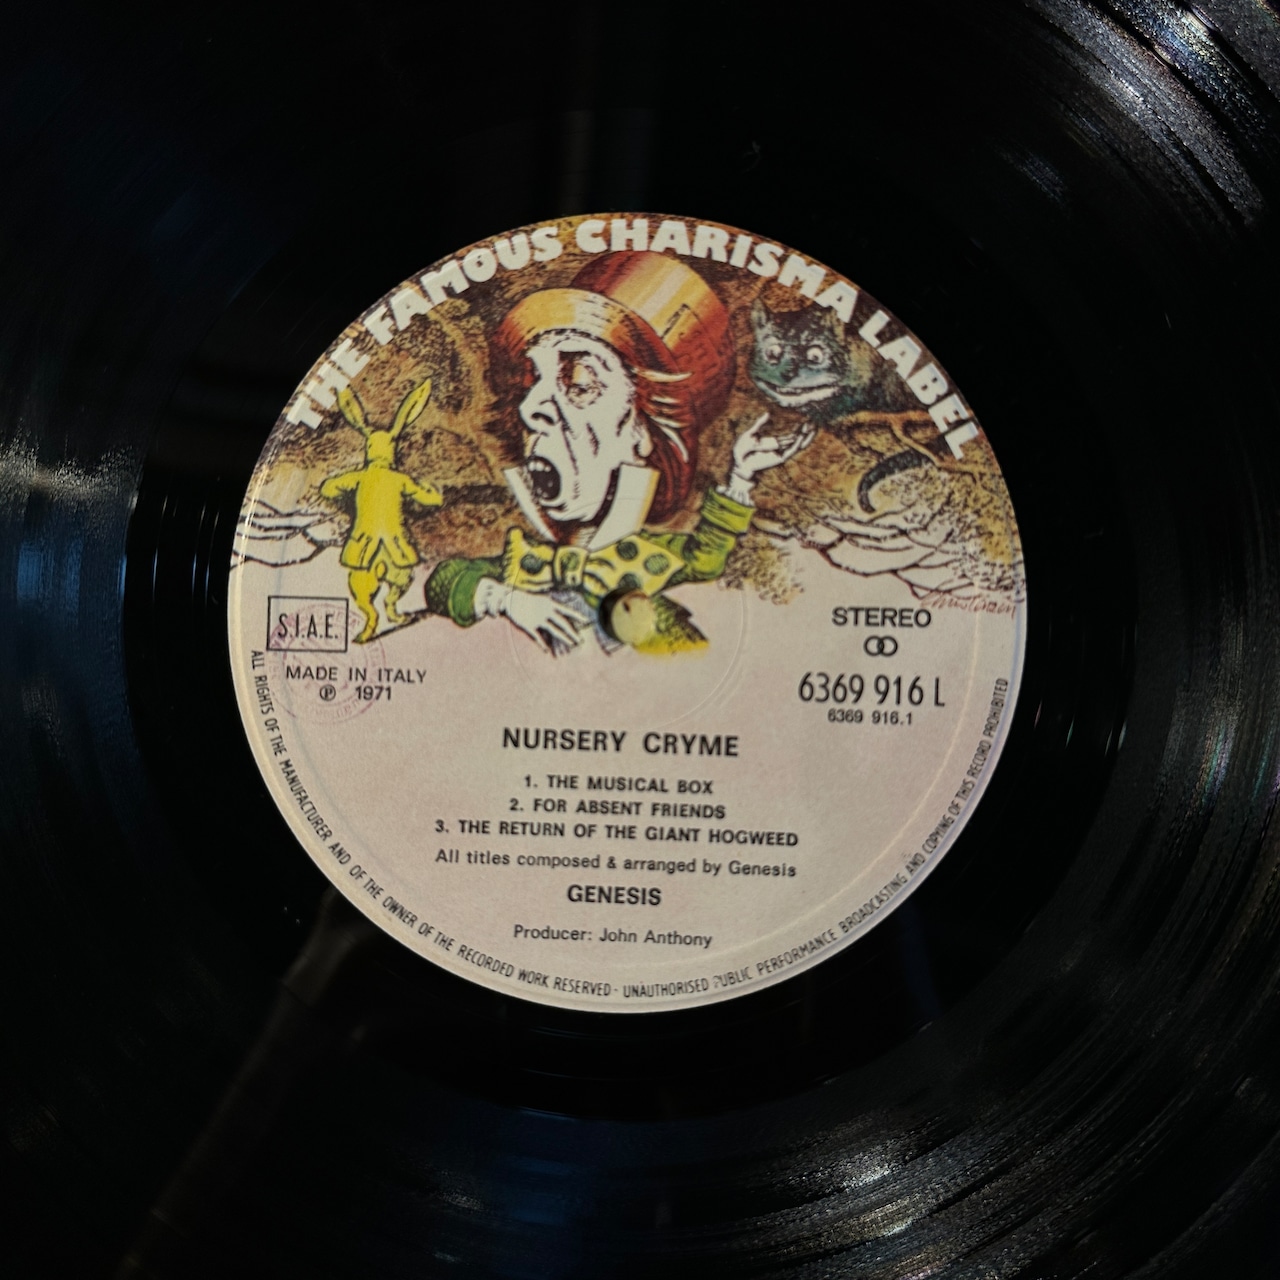 THE FAMOUS CHARISMA LABEL
S.I.A.E.
MADE IN ITALY
℗ 1971
STEREO
6369 916 L
6369 916.1
NURSERY CRYME
1. THE MUSICAL BOX
2. FOR ABSENT FRIENDS
3. THE RETURN OF THE GIANT HOGWEED
All titles composed & arranged by Genesis
GENESIS
Producer: John Anthony
ALL RIGHTS OF THE MANUFACTURER AND OF THE OWNER OF THE RECORDED WORK RESERVED - UNAUTHORISED PUBLIC PERFORMANCE BROADCASTING AND COPYING OF THIS RECORD PROHIBITED